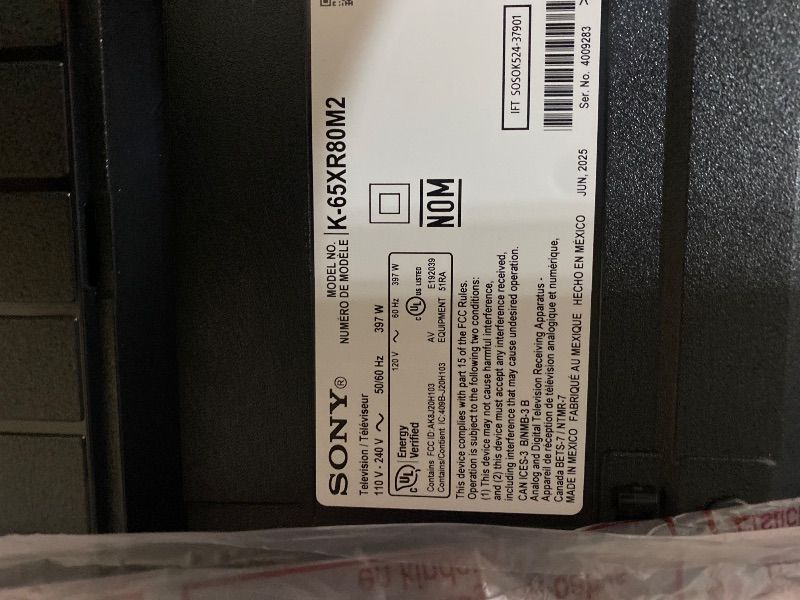 SONY®
MODEL NO.
NUMÉRO DE MODÈLE
K-65XR80M2
Television / Téléviseur
110 V - 240 V ~ 50/60 Hz 397 W
UL Energy Verified
120 V ~ 60 Hz 397 W
C UL US LISTED
AV EQUIPMENT
E192039
51RA
Contains FCC ID:AK8J20H103
Contains/Contient IC:409B-J20H103
NOM
This device complies with part 15 of the FCC Rules.
Operation is subject to the following two conditions:
(1) This device may not cause harmful interference,
and (2) this device must accept any interference received,
including interference that may cause undesired operation.
CAN ICES-3 B/NMB-3 B
Analog and Digital Television Receiving Apparatus -
Appareil de réception de télévision analogique et numérique,
Canada BETS-7 / NTMR-7
MADE IN MEXICO FABRIQUÉ AU MEXIQUE HECHO EN MÉXICO JUN, 2025
IFT SOSOK524-37901
Ser. No. 4009283